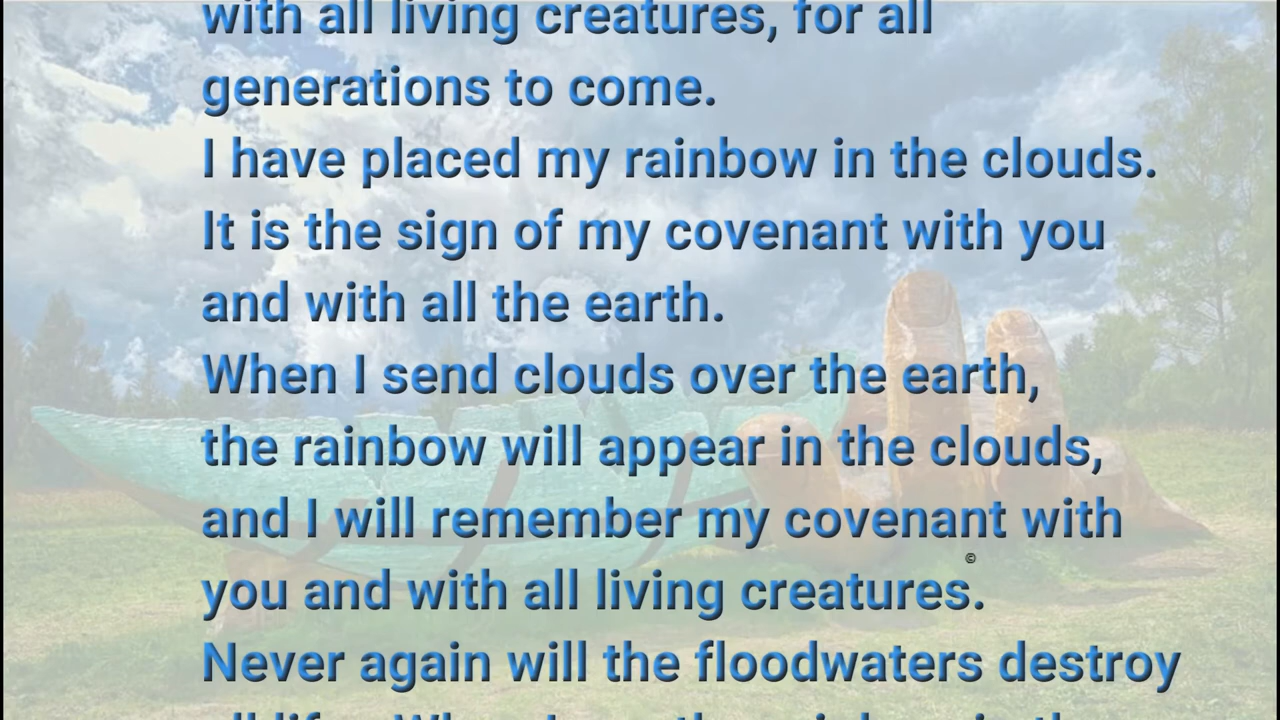 with all living creatures, for all
generations to come.
I have placed my rainbow in the clouds.
It is the sign of my covenant with you
and with all the earth.
When I send clouds over the earth,
the rainbow will appear in the clouds,
and I will remember my covenant with
©
you and with all living creatures.
Never again will the floodwaters destroy